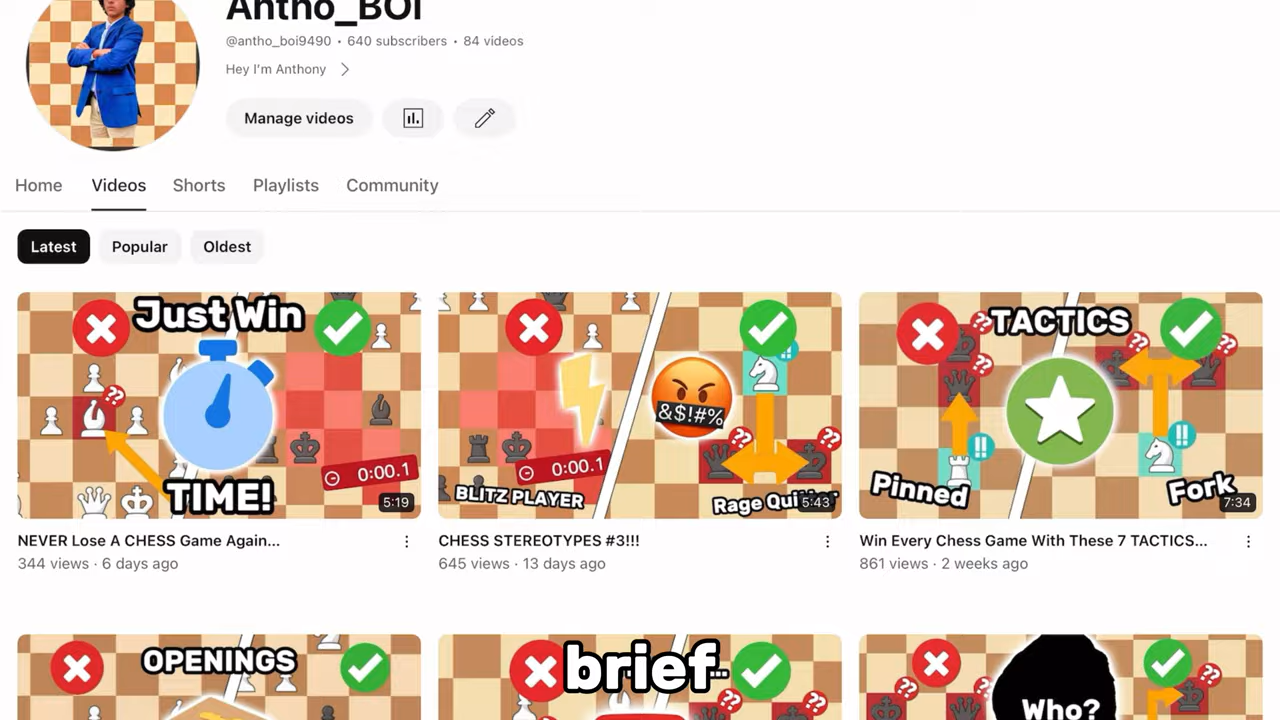 Antho_BOI
@antho_boi9490 • 640 subscribers • 84 videos
Hey I'm Anthony
Manage videos
Home Videos Shorts Playlists Community
Latest Popular Oldest
Just Win
??
0:00.1
TIME!
5:19
&$!#%
??
??
0:00.1
BLITZ PLAYER
Rage Qui
5:43
TACTICS
??
??
??
??
!!
!!
Pinned
Fork
7:34
NEVER Lose A CHESS Game Again...
344 views • 6 days ago
CHESS STEREOTYPES #3!!!
645 views • 13 days ago
Win Every Chess Game With These 7 TACTICS...
861 views • 2 weeks ago
OPENINGS
brief..
??
??
??
??
Who?